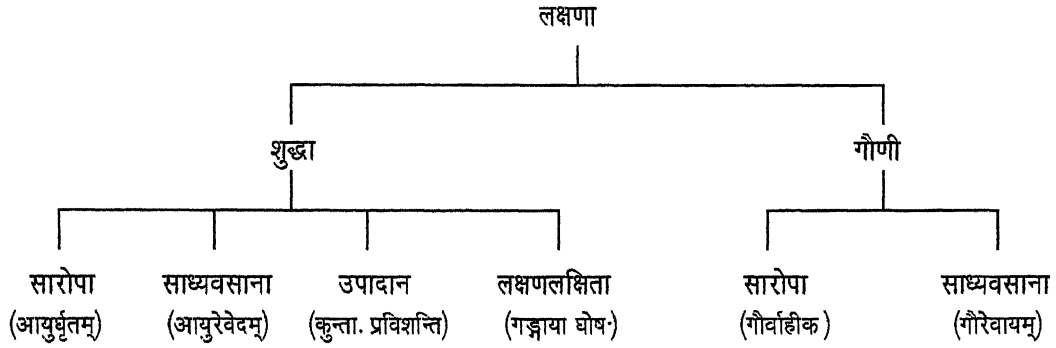 लक्षणा
शुद्धा गौणी
सारोपा साध्यवसाना उपादान लक्षणलक्षिता सारोपा साध्यवसाना
(आयुर्घृतम्) (आयुरेवेदम्) (कुन्ता. प्रविशन्ति) (गङ्गाया घोष·) (गौर्वाहीक) (गौरेवायम्)